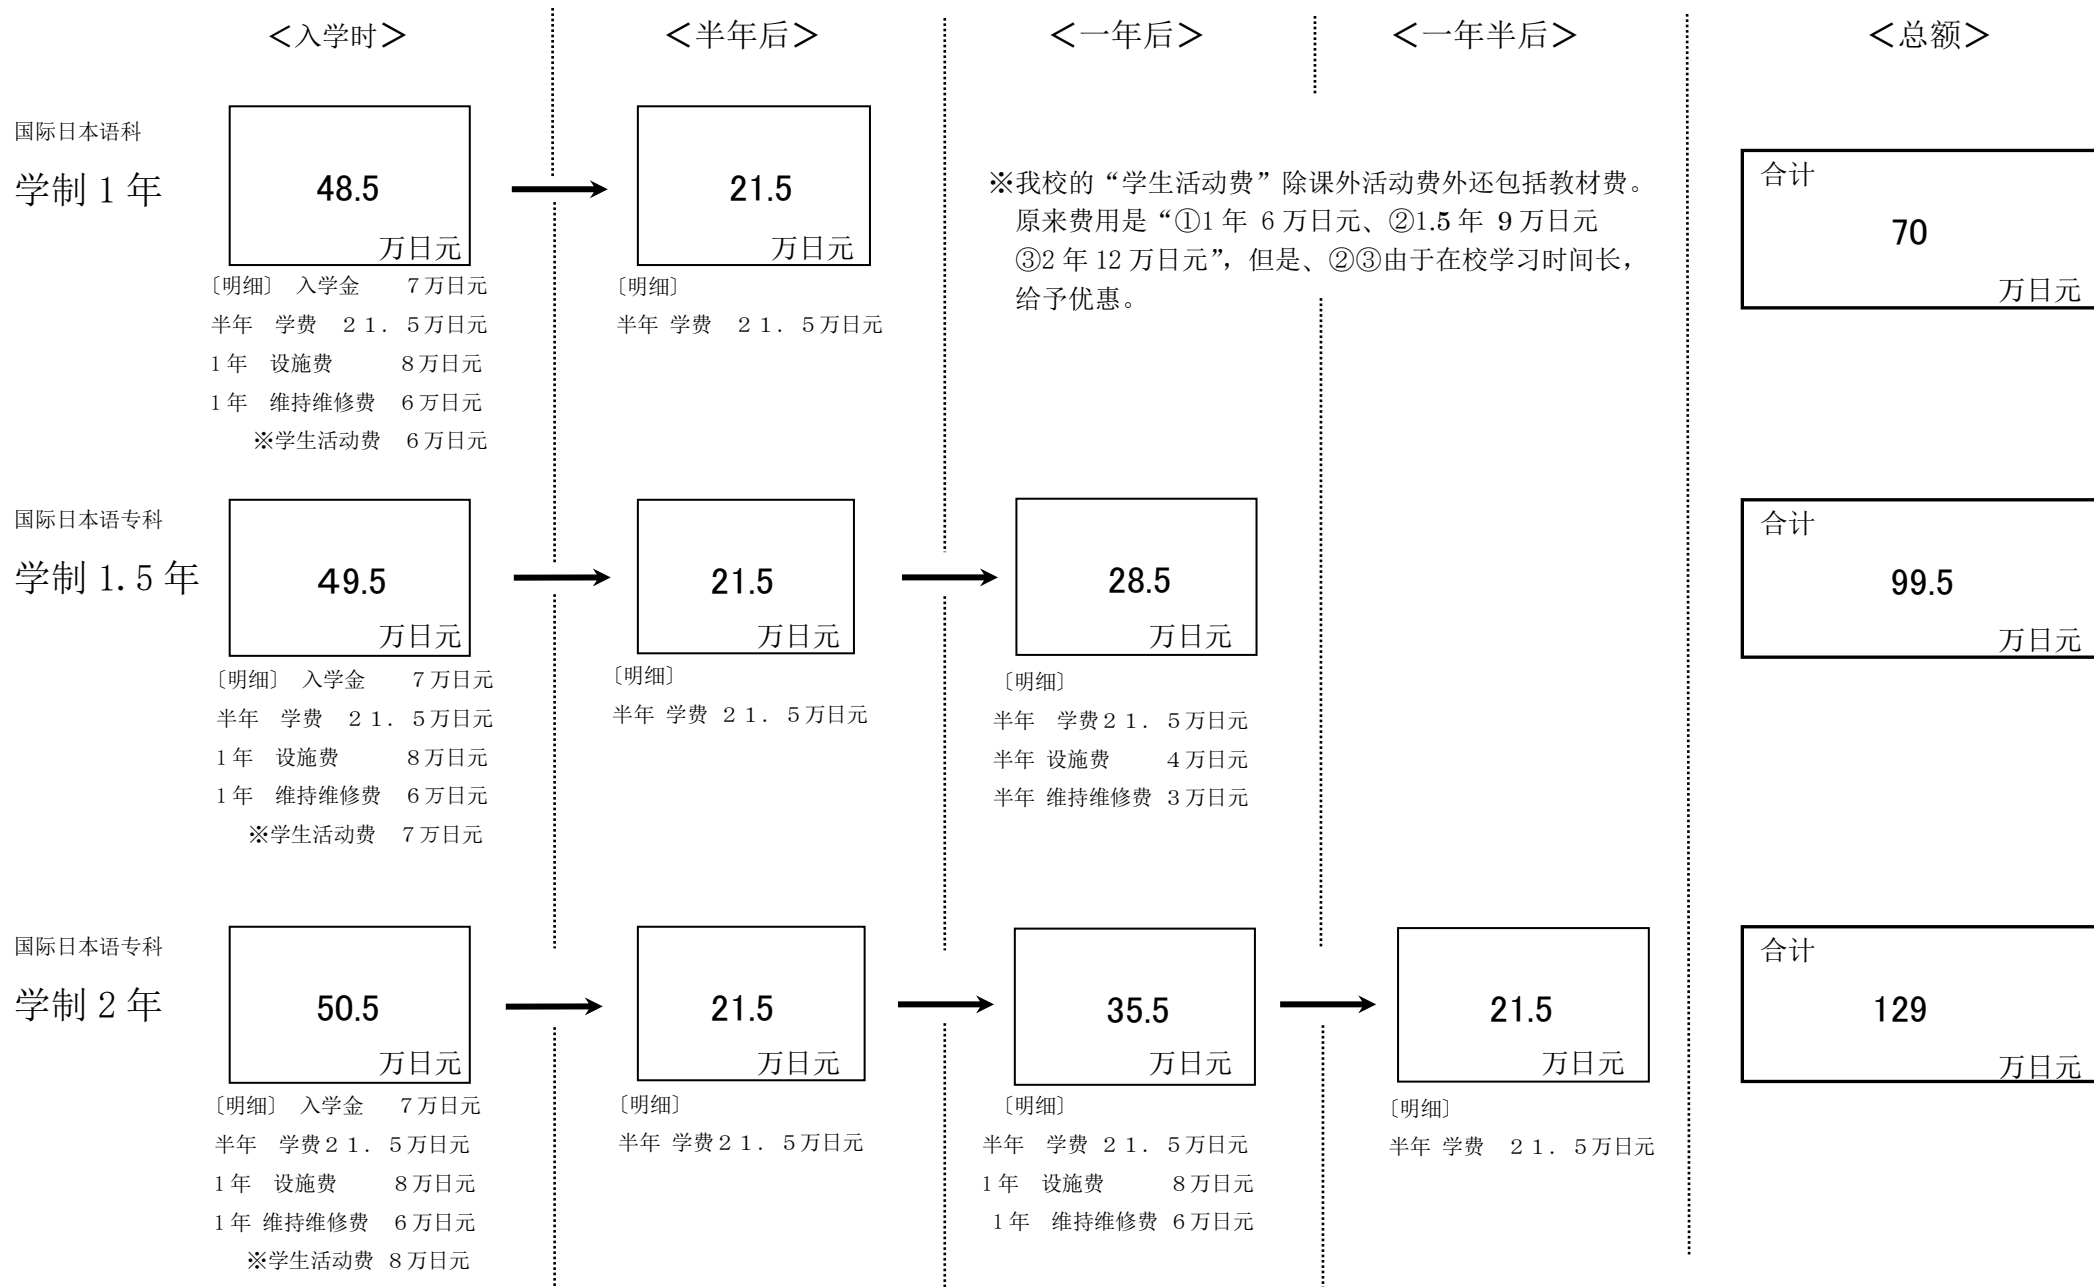 ＜入学时＞
＜半年后＞
＜一年后＞
＜一年半后＞
＜总额＞
国际日本语科
学制 1 年
48.5
万日元
〔明细〕 入学金 ７万日元
半年 学费 ２１．５万日元
1 年 设施费 ８万日元
1 年 维持维修费 ６万日元
※学生活动费 ６万日元
21.5
万日元
〔明细〕
半年 学费 ２１．５万日元
※我校的“学生活动费”除课外活动费外还包括教材费。
原来费用是“①1 年 6 万日元、②1.5 年 9 万日元
③2 年 12 万日元”，但是、②③由于在校学习时间长，
给予优惠。
合计
70
万日元
国际日本语专科
学制 1.5 年
49.5
万日元
〔明细〕 入学金 ７万日元
半年 学费 ２１．５万日元
1 年 设施费 ８万日元
1 年 维持维修费 ６万日元
※学生活动费 ７万日元
21.5
万日元
〔明细〕
半年 学费 ２１．５万日元
28.5
万日元
〔明细〕
半年 学费２１．５万日元
半年 设施费 ４万日元
半年 维持维修费 ３万日元
合计
99.5
万日元
国际日本语专科
学制 2 年
50.5
万日元
〔明细〕 入学金 ７万日元
半年 学费２１．５万日元
1 年 设施费 ８万日元
1 年 维持维修费 ６万日元
※学生活动费 ８万日元
21.5
万日元
〔明细〕
半年 学费２１．５万日元
35.5
万日元
〔明细〕
半年 学费 ２１．５万日元
1 年 设施费 ８万日元
1 年 维持维修费 ６万日元
21.5
万日元
〔明细〕
半年 学费 ２１．５万日元
合计
129
万日元